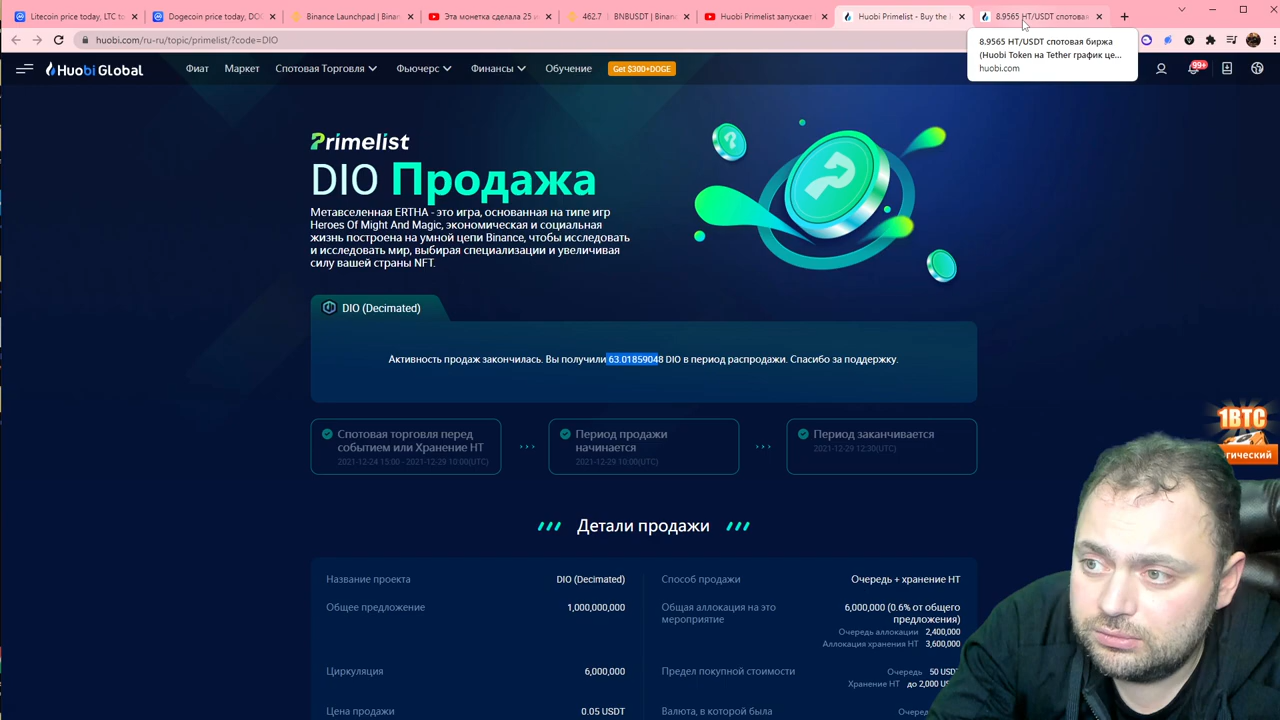 Litecoin price today, LTC to
Dogecoin price today, DO
Binance Launchpad | Binan
Эта монетка сделала 25 и
462.7 | BNBUSDT | Binan
Huobi Primelist запускает
Huobi Primelist - Buy the
8.9565 HT/USDT спотовая
huobi.com/ru-ru/topic/primelist/?code=DIO
8.9565 HT/USDT спотовая биржа
(Huobi Token на Tether график це...
huobi.com
Huobi Global
Фиат
Маркет
Спотовая Торговля
Фьючерс
Финансы
Обучение
Get $300+DOGE
99+
Primelist
DIO Продажа
Метавселенная ERTHA - это игра, основанная на типе игр
Heroes Of Might And Magic, экономическая и социальная
жизнь построена на умной цепи Binance, чтобы исследовать
и исследовать мир, выбирая специализации и увеличивая
силу вашей страны NFT.
DIO (Decimated)
Активность продаж закончилась. Вы получили 63.01859048 DIO в период распродажи. Спасибо за поддержку.
Спотовая торговля перед
событием или Хранение HT
2021-12-24 15:00 - 2021-12-29 10:00(UTC)
Период продажи
начинается
2021-12-29 10:00(UTC)
Период заканчивается
2021-12-29 12:30(UTC)
1BTC
гический
Детали продажи
Название проекта
DIO (Decimated)
Общее предложение
1,000,000,000
Циркуляция
6,000,000
Цена продажи
0.05 USDT
Способ продажи
Очередь + хранение HT
Общая аллокация на это
мероприятие
6,000,000 (0.6% от общего
предложения)
Очередь аллокации 2,400,000
Аллокация хранения HT 3,600,000
Предел покупной стоимости
Очередь 50 USDT
Хранение HT до 2,000
Валюта, в которой была